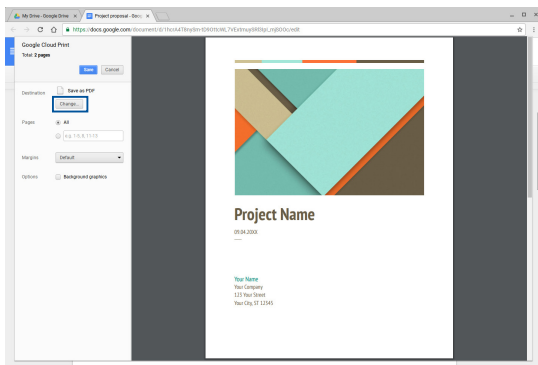 My Drive - Google Drive
Project proposal - Goog
https://docs.google.com
Google Cloud Print
Total: 2 pages
Save
Cancel
Destination
Save as PDF
Change...
Pages
All
e.g. 1-5, 8, 11-13
Margins
Default
Options
Background graphics
Project Name
09.04.20XX
Your Name
Your Company
123 Your Street
Your City, ST 12345